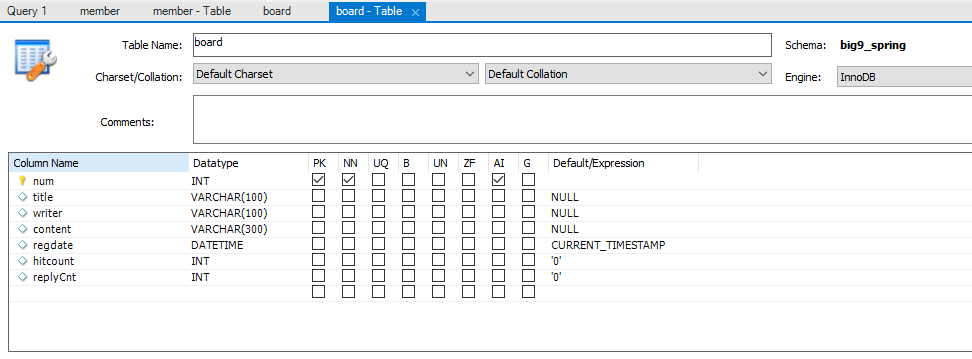 Query 1 member member - Table board board - Table ×
Table Name: board Schema: big9_spring
Charset/Collation: Default Charset Default Collation Engine: InnoDB
Comments:
Column Name Datatype PK NN UQ B UN ZF AI G Default/Expression
num INT
title VARCHAR(100) NULL
writer VARCHAR(100) NULL
content VARCHAR(300) NULL
regdate DATETIME CURRENT_TIMESTAMP
hitcount INT '0'
replyCnt INT '0'